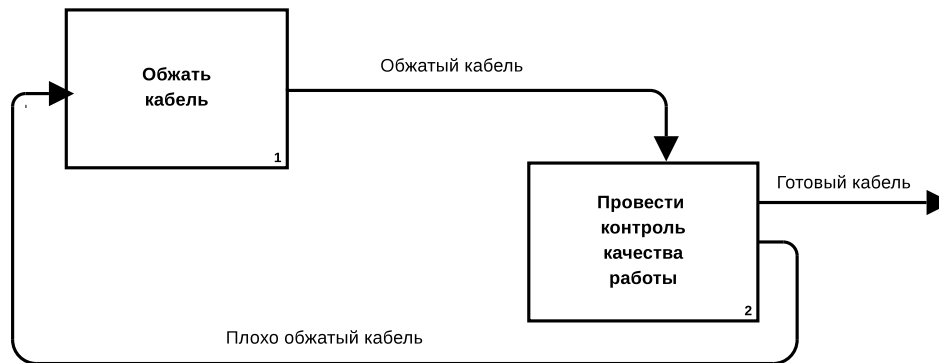 Обжатый кабель
Обжать
кабель
1
Готовый кабель
Провести
контроль
качества
работы
2
Плохо обжатый кабель